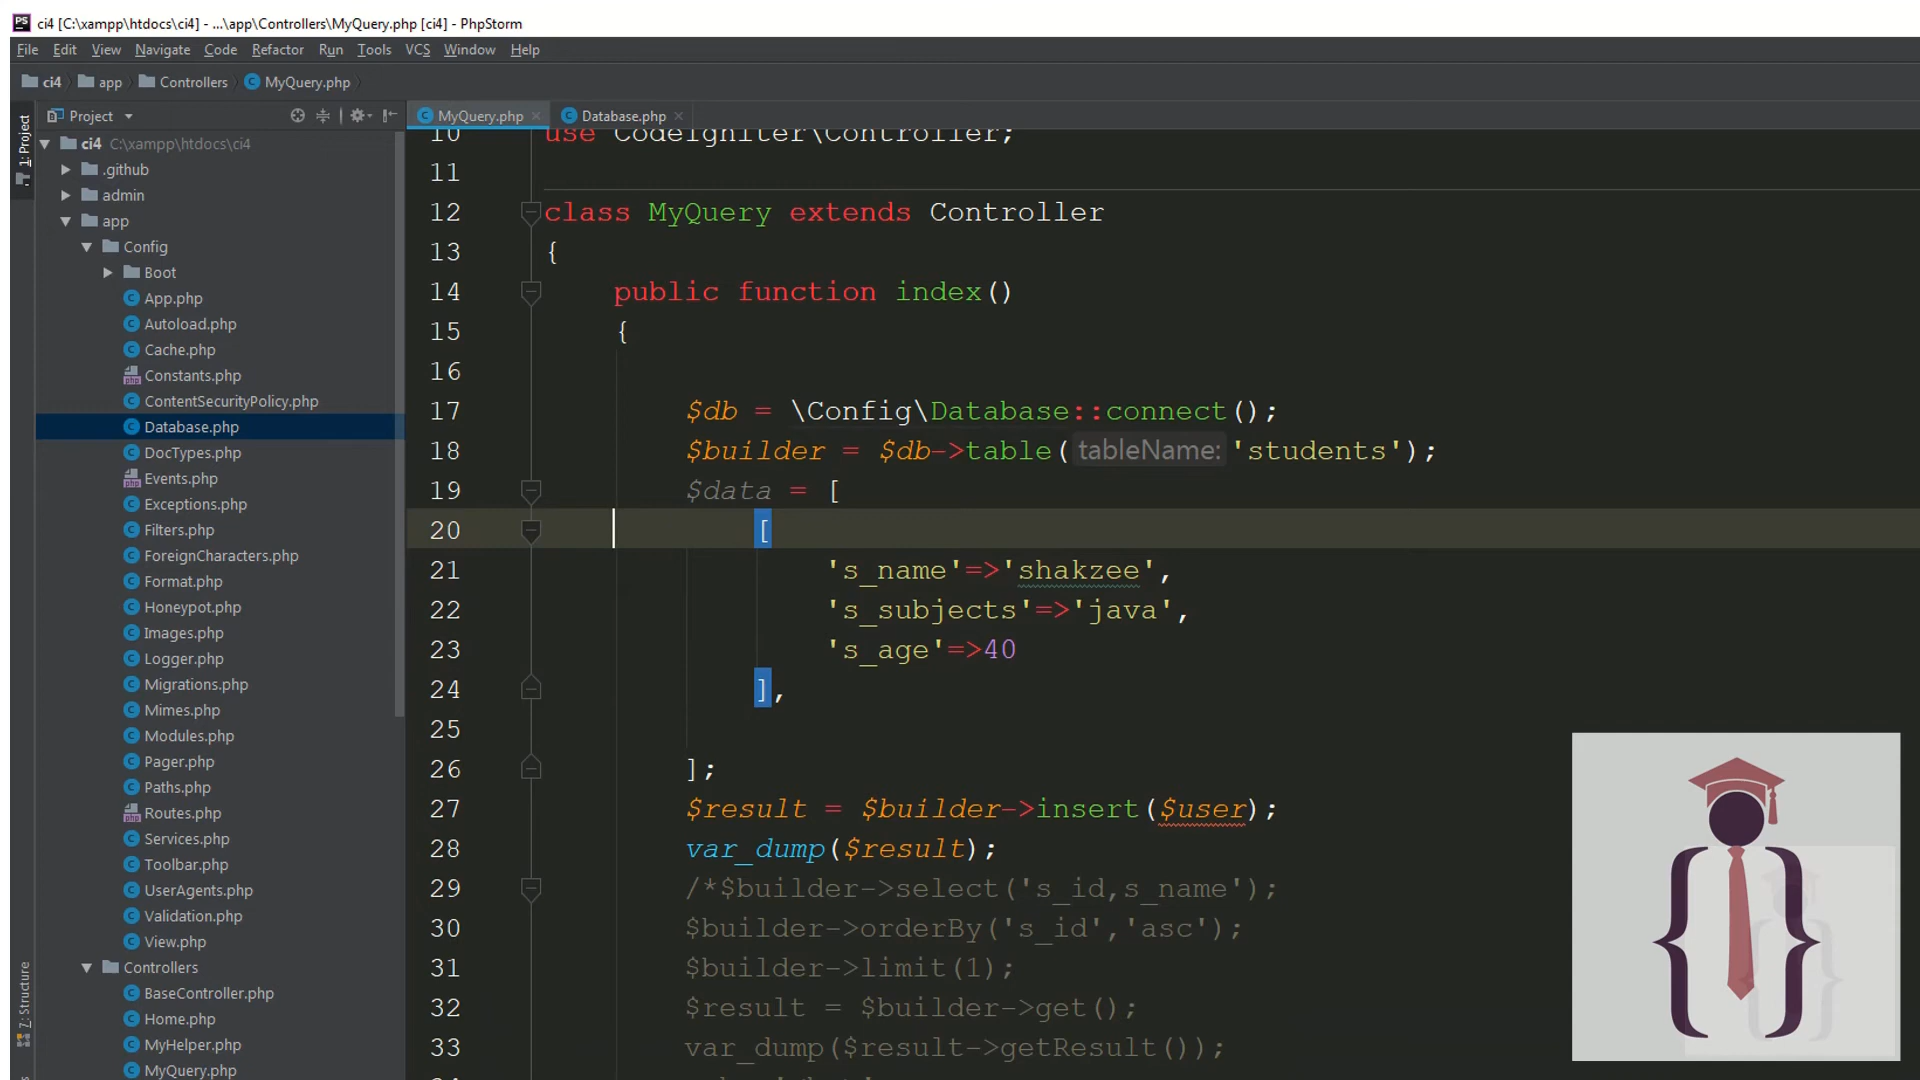 PS ci4 [C:\xampp\htdocs\ci4] - ...\app\Controllers\MyQuery.php [ci4] - PhpStorm
File Edit View Navigate Code Refactor Run Tools VCS Window Help
ci4 app Controllers MyQuery.php
1: Project
7: Structure
Project
ci4 C:\xampp\htdocs\ci4
.github
admin
app
Config
Boot
App.php
Autoload.php
Cache.php
Constants.php
ContentSecurityPolicy.php
Database.php
DocTypes.php
Events.php
Exceptions.php
Filters.php
ForeignCharacters.php
Format.php
Honeypot.php
Images.php
Logger.php
Migrations.php
Mimes.php
Modules.php
Pager.php
Paths.php
Routes.php
Services.php
Toolbar.php
UserAgents.php
Validation.php
View.php
Controllers
BaseController.php
Home.php
MyHelper.php
MyQuery.php
MyQuery.php Database.php
10 use CodeIgniter\Controller;
11
12 class MyQuery extends Controller
13 {
14 public function index()
15 {
16
17 $db = \Config\Database::connect();
18 $builder = $db->table( tableName: 'students');
19 $data = [
20 [
21 's_name'=>'shakzee',
22 's_subjects'=>'java',
23 's_age'=>40
24 ],
25
26 ];
27 $result = $builder->insert($user);
28 var_dump($result);
29 /*$builder->select('s_id,s_name');
30 $builder->orderBy('s_id','asc');
31 $builder->limit(1);
32 $result = $builder->get();
33 var_dump($result->getResult());